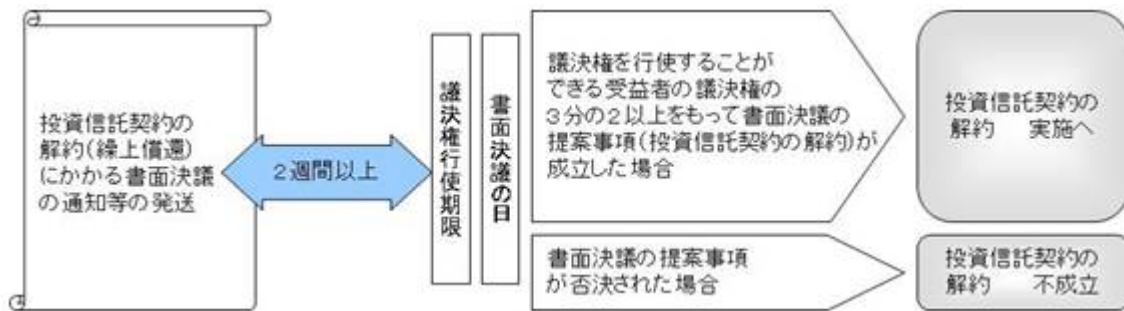 投資信託契約の
解約(繰上償還)
にかかる書面決議
の通知等の発送
2週間以上
議決権行使期限
書面決議の日
議決権を行使することが
できる受益者の議決権の
3分の2以上をもって書面決議の
提案事項(投資信託契約の解約)が
成立した場合
投資信託契約の
解約　実施へ
書面決議の提案事項
が否決された場合
投資信託契約の
解約　不成立